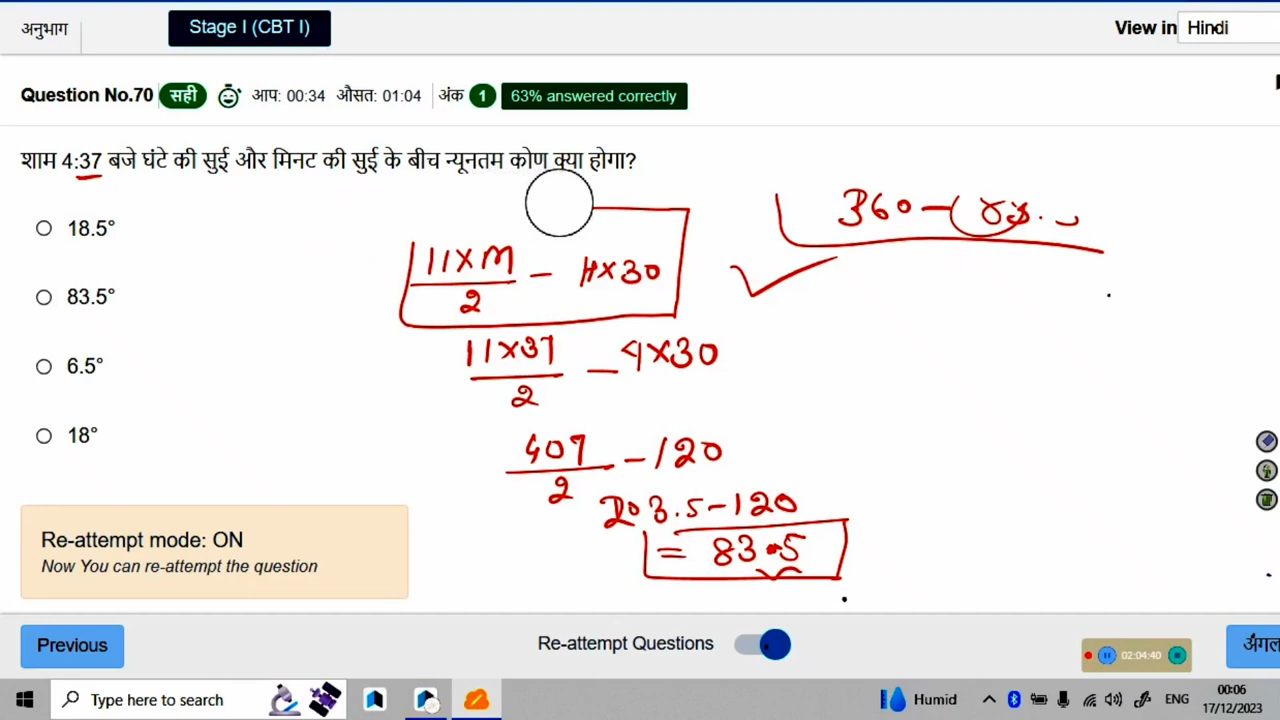 अनुभाग Stage I (CBT I) View in Hindi
Question No.70 सही आप: 00:34 औसत: 01:04 अंक 1 63% answered correctly
शाम 4:37 बजे घंटे की सुई और मिनट की सुई के बीच न्यूनतम कोण क्या होगा?
18.5°
83.5°
6.5°
18°
360-(
11×M/2 - H×30
11×37/2 - 4×30
407/2 - 120
203.5-120
= 83.5
Re-attempt mode: ON
Now You can re-attempt the question
Previous Re-attempt Questions
02:04:40
Type here to search Humid ENG 00:06
17/12/2023